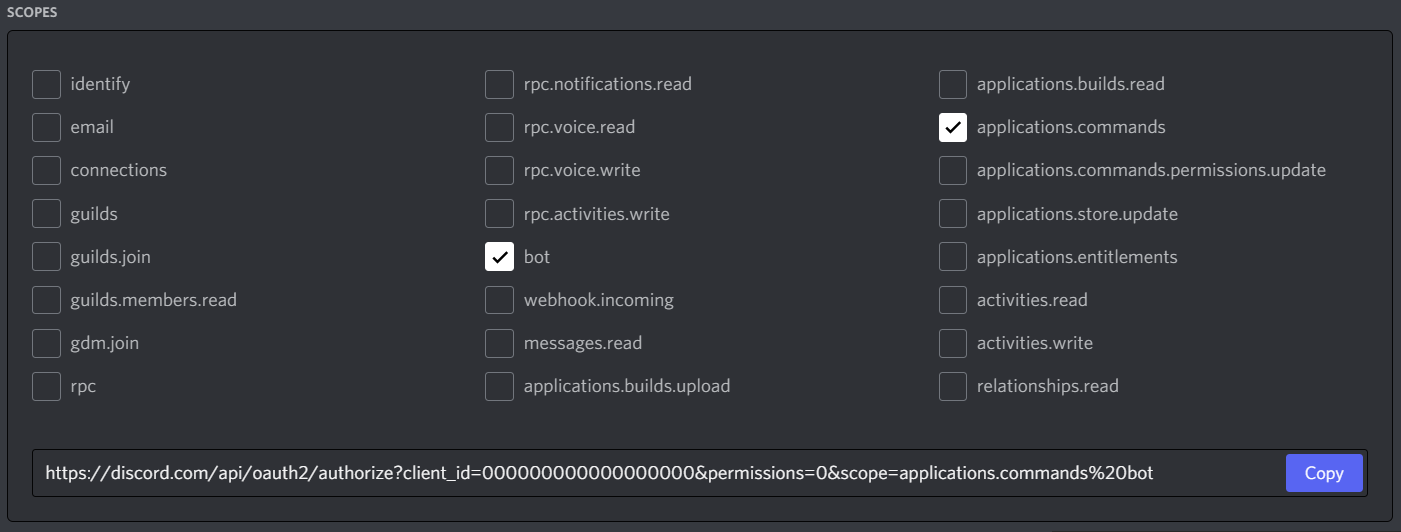 SCOPES
identify
email
connections
guilds
guilds.join
guilds.members.read
gdm.join
rpc
rpc.notifications.read
rpc.voice.read
rpc.voice.write
rpc.activities.write
bot
webhook.incoming
messages.read
applications.builds.upload
applications.builds.read
applications.commands
applications.commands.permissions.update
applications.store.update
applications.entitlements
activities.read
activities.write
relationships.read
https://discord.com/api/oauth2/authorize?client_id=000000000000000000&permissions=0&scope=applications.commands%20bot
Copy